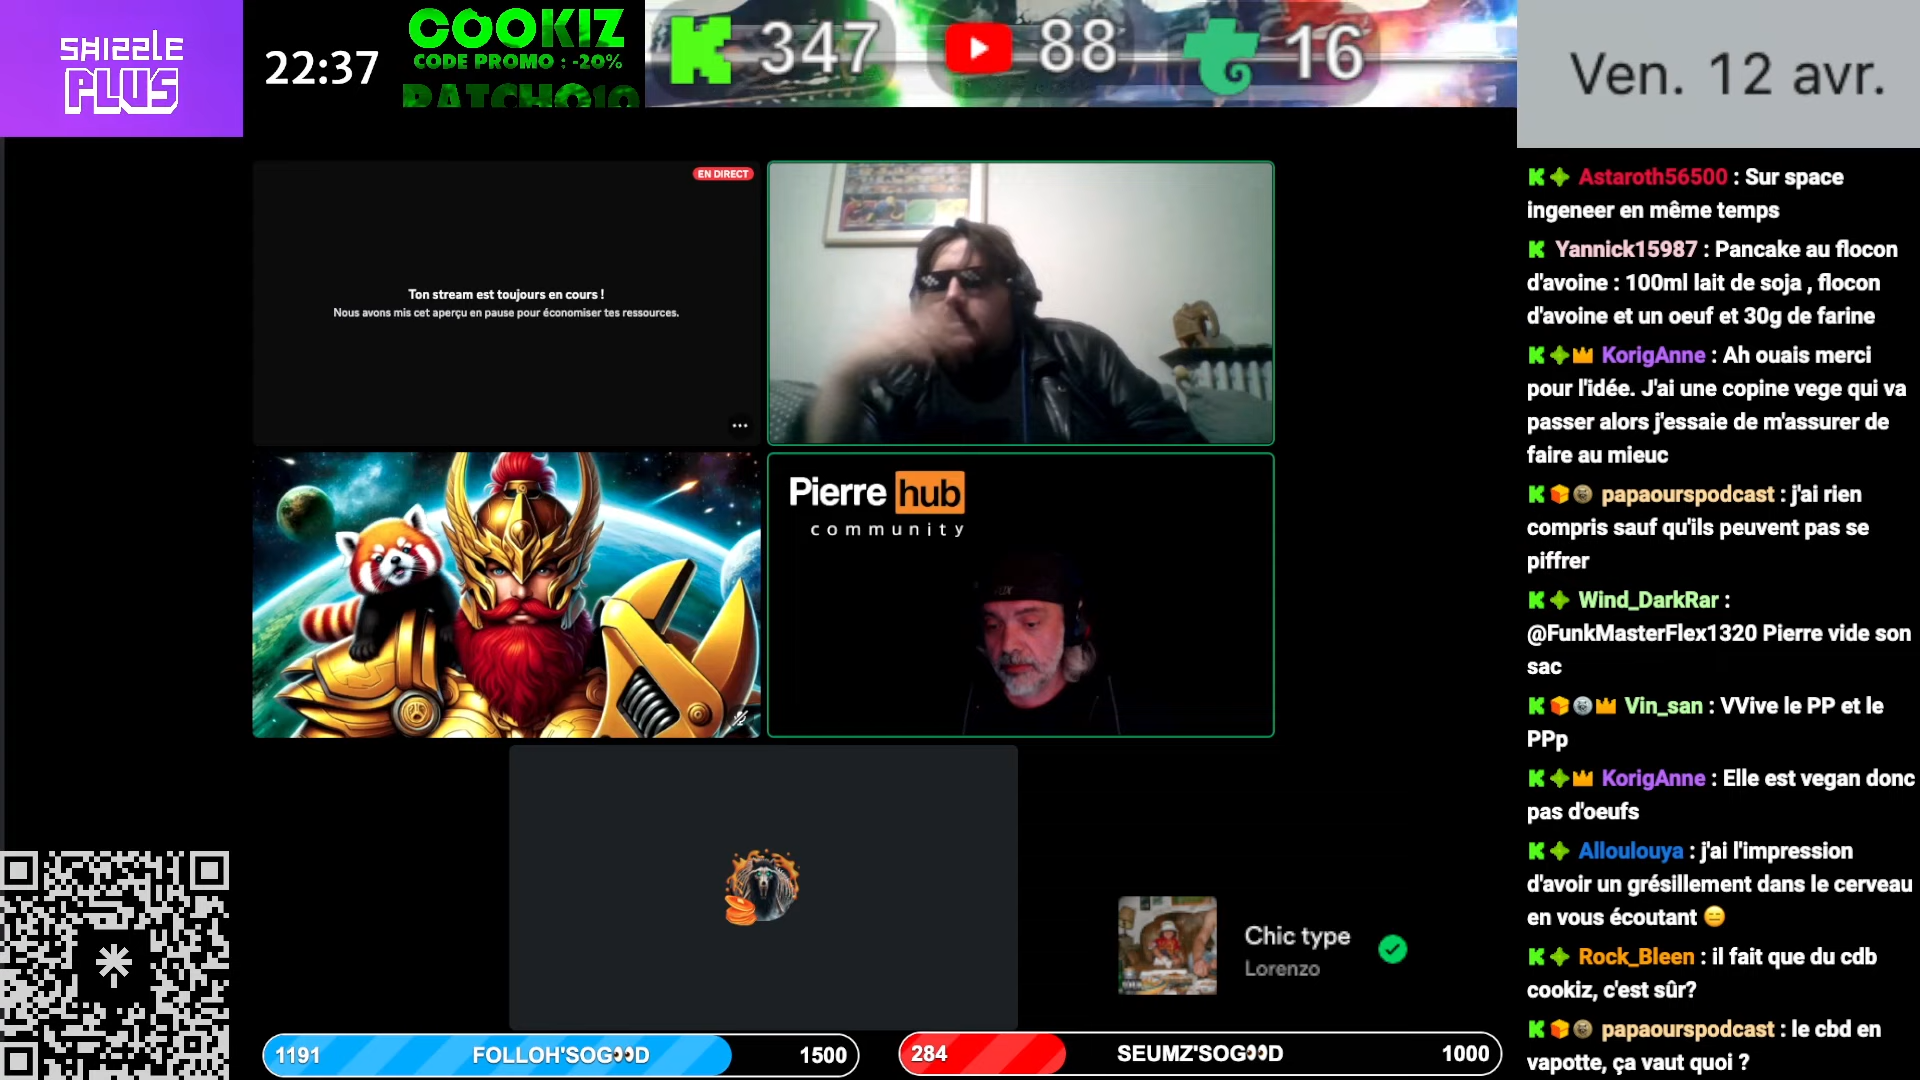 SHIZZLE
PLUS
22:37
COOKIZ
CODE PROMO : -20%
347
88
16
Ven. 12 avr.
EN DIRECT
Ton stream est toujours en cours !
Nous avons mis cet aperçu en pause pour économiser tes ressources.
Pierre hub
community
Chic type
Lorenzo
1191 FOLLOH'SOG👀D 1500
284 SEUMZ'SOG👀D 1000
Astaroth56500 : Sur space
ingeneer en même temps
Yannick15987 : Pancake au flocon
d'avoine : 100ml lait de soja , flocon
d'avoine et un oeuf et 30g de farine
KorigAnne : Ah ouais merci
pour l'idée. J'ai une copine vege qui va
passer alors j'essaie de m'assurer de
faire au mieuc
papaourspodcast : j'ai rien
compris sauf qu'ils peuvent pas se
piffrer
Wind_DarkRar :
@FunkMasterFlex1320 Pierre vide son
sac
Vin_san : VVive le PP et le
PPp
KorigAnne : Elle est vegan donc
pas d'oeufs
Alloulouya : j'ai l'impression
d'avoir un grésillement dans le cerveau
en vous écoutant 😑
Rock_Bleen : il fait que du cdb
cookiz, c'est sûr?
papaourspodcast : le cbd en
vapotte, ça vaut quoi ?